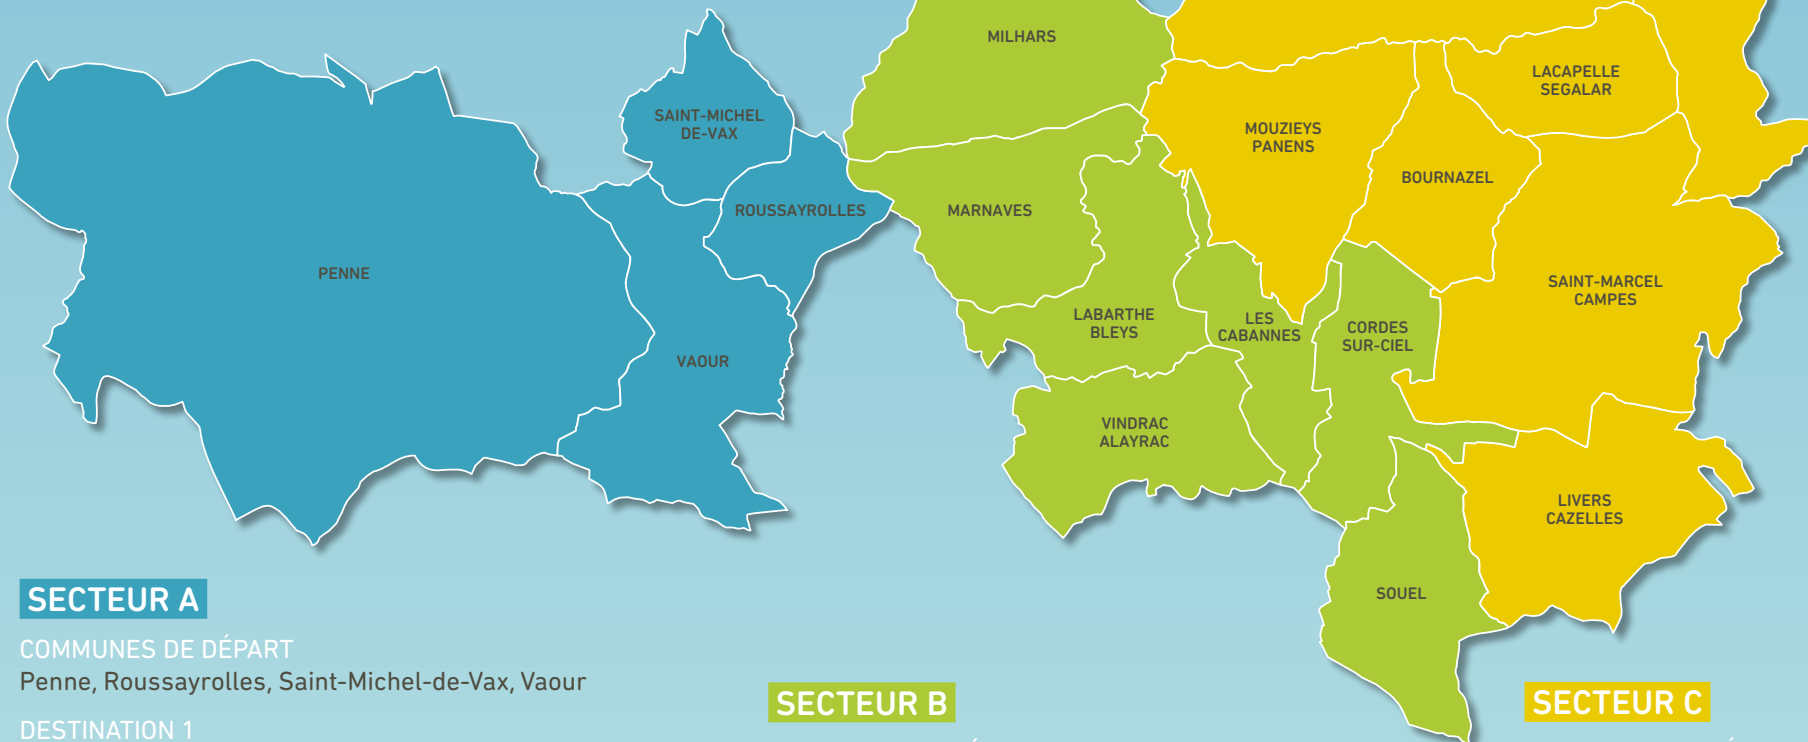 MILHARS
LACAPELLE
SEGALAR
SAINT-MICHEL
DE-VAX
MOUZIEYS
PANENS
BOURNAZEL
ROUSSAYROLLES
MARNAVES
PENNE
SAINT-MARCEL
CAMPES
LABARTHE
BLEYS
LES
CABANNES
CORDES
SUR-CIEL
VAOUR
VINDRAC
ALAYRAC
LIVERS
CAZELLES
SOUEL
SECTEUR A
COMMUNES DE DÉPART
Penne, Roussayrolles, Saint-Michel-de-Vax, Vaour
DESTINATION 1
SECTEUR B
SECTEUR C